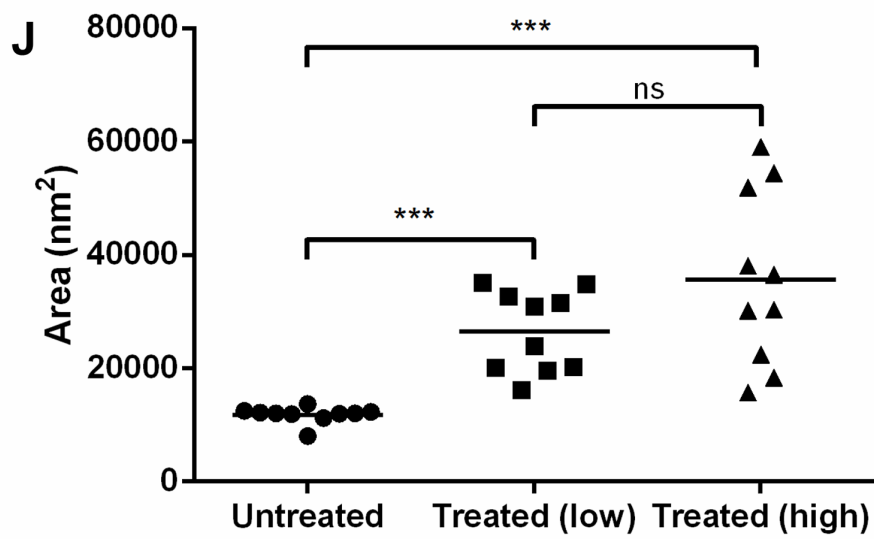 J
Area (nm²)
80000
60000
40000
20000
0
***
ns
***
Untreated
Treated (low)
Treated (high)